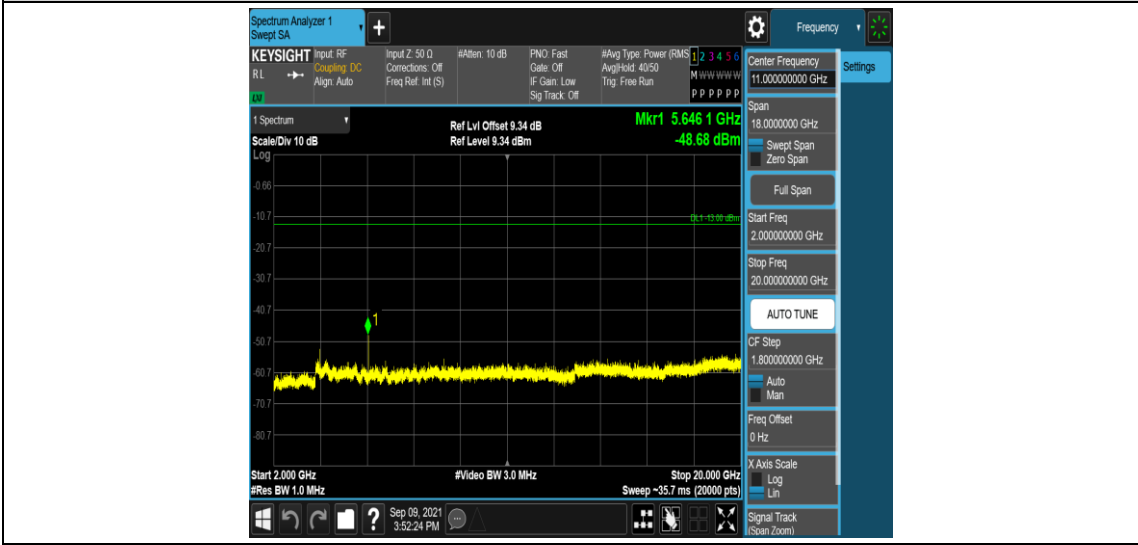 Spectrum Analyzer 1
Swept SA
+
Frequency
KEYSIGHT
RL
LM
Input: RF
Coupling: DC
Align: Auto
Input Z: 50 Ω
Corrections: Off
Freq Ref: Int (S)
#Atten: 10 dB
PNO: Fast
Gate: Off
IF Gain: Low
Sig Track: Off
#Avg Type: Power (RMS
Avg|Hold: 40/50
Trig: Free Run
1 2 3 4 5 6
M W W W W W
P P P P P P
1 Spectrum
Scale/Div 10 dB
Log
Ref Lvl Offset 9.34 dB
Ref Level 9.34 dBm
Mkr1 5.646 1 GHz
-48.68 dBm
-0.66
-10.7
DL1 -13.00 dBm
-20.7
-30.7
-40.7
1
-50.7
-60.7
-70.7
-80.7
Start 2.000 GHz
#Res BW 1.0 MHz
#Video BW 3.0 MHz
Stop 20.000 GHz
Sweep ~35.7 ms (20000 pts)
?
Sep 09, 2021
3:52:24 PM
Center Frequency
11.000000000 GHz
Settings
Span
18.0000000 GHz
Swept Span
Zero Span
Full Span
Start Freq
2.000000000 GHz
Stop Freq
20.000000000 GHz
AUTO TUNE
CF Step
1.800000000 GHz
Auto
Man
Freq Offset
0 Hz
X Axis Scale
Log
Lin
Signal Track
(Span Zoom)